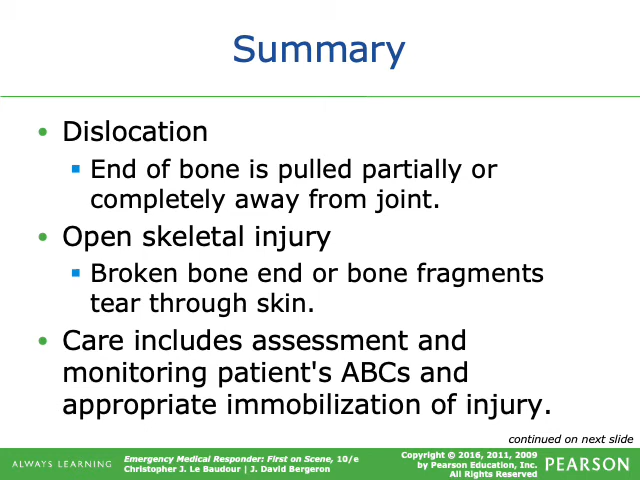 Summary
• Dislocation
▪ End of bone is pulled partially or
completely away from joint.
• Open skeletal injury
▪ Broken bone end or bone fragments
tear through skin.
• Care includes assessment and
monitoring patient's ABCs and
appropriate immobilization of injury.
continued on next slide
ALWAYS LEARNING
Emergency Medical Responder: First on Scene, 10/e
Christopher J. Le Baudour | J. David Bergeron
Copyright © 2016, 2011, 2009
by Pearson Education, Inc.
All Rights Reserved
PEARSON